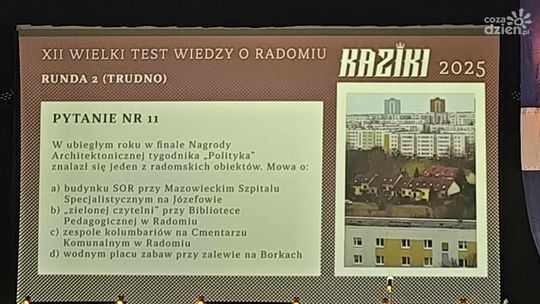 coza
dzien.pl
XII WIELKI TEST WIEDZY O RADOMIU
RUNDA 2 (TRUDNO)
KAZIKI 2025
PYTANIE NR 11
W ubiegłym roku w finale Nagrody
Architektonicznej tygodnika „Polityka”
znalazł się jeden z radomskich obiektów. Mowa o:
a) budynku SOR przy Mazowieckim Szpitalu
Specjalistycznym na Józefowie
b) „zielonej czytelni” przy Bibliotece
Pedagogicznej w Radomiu
c) zespole kolumbariów na Cmentarzu
Komunalnym w Radomiu
d) wodnym placu zabaw przy zalewie na Borkach